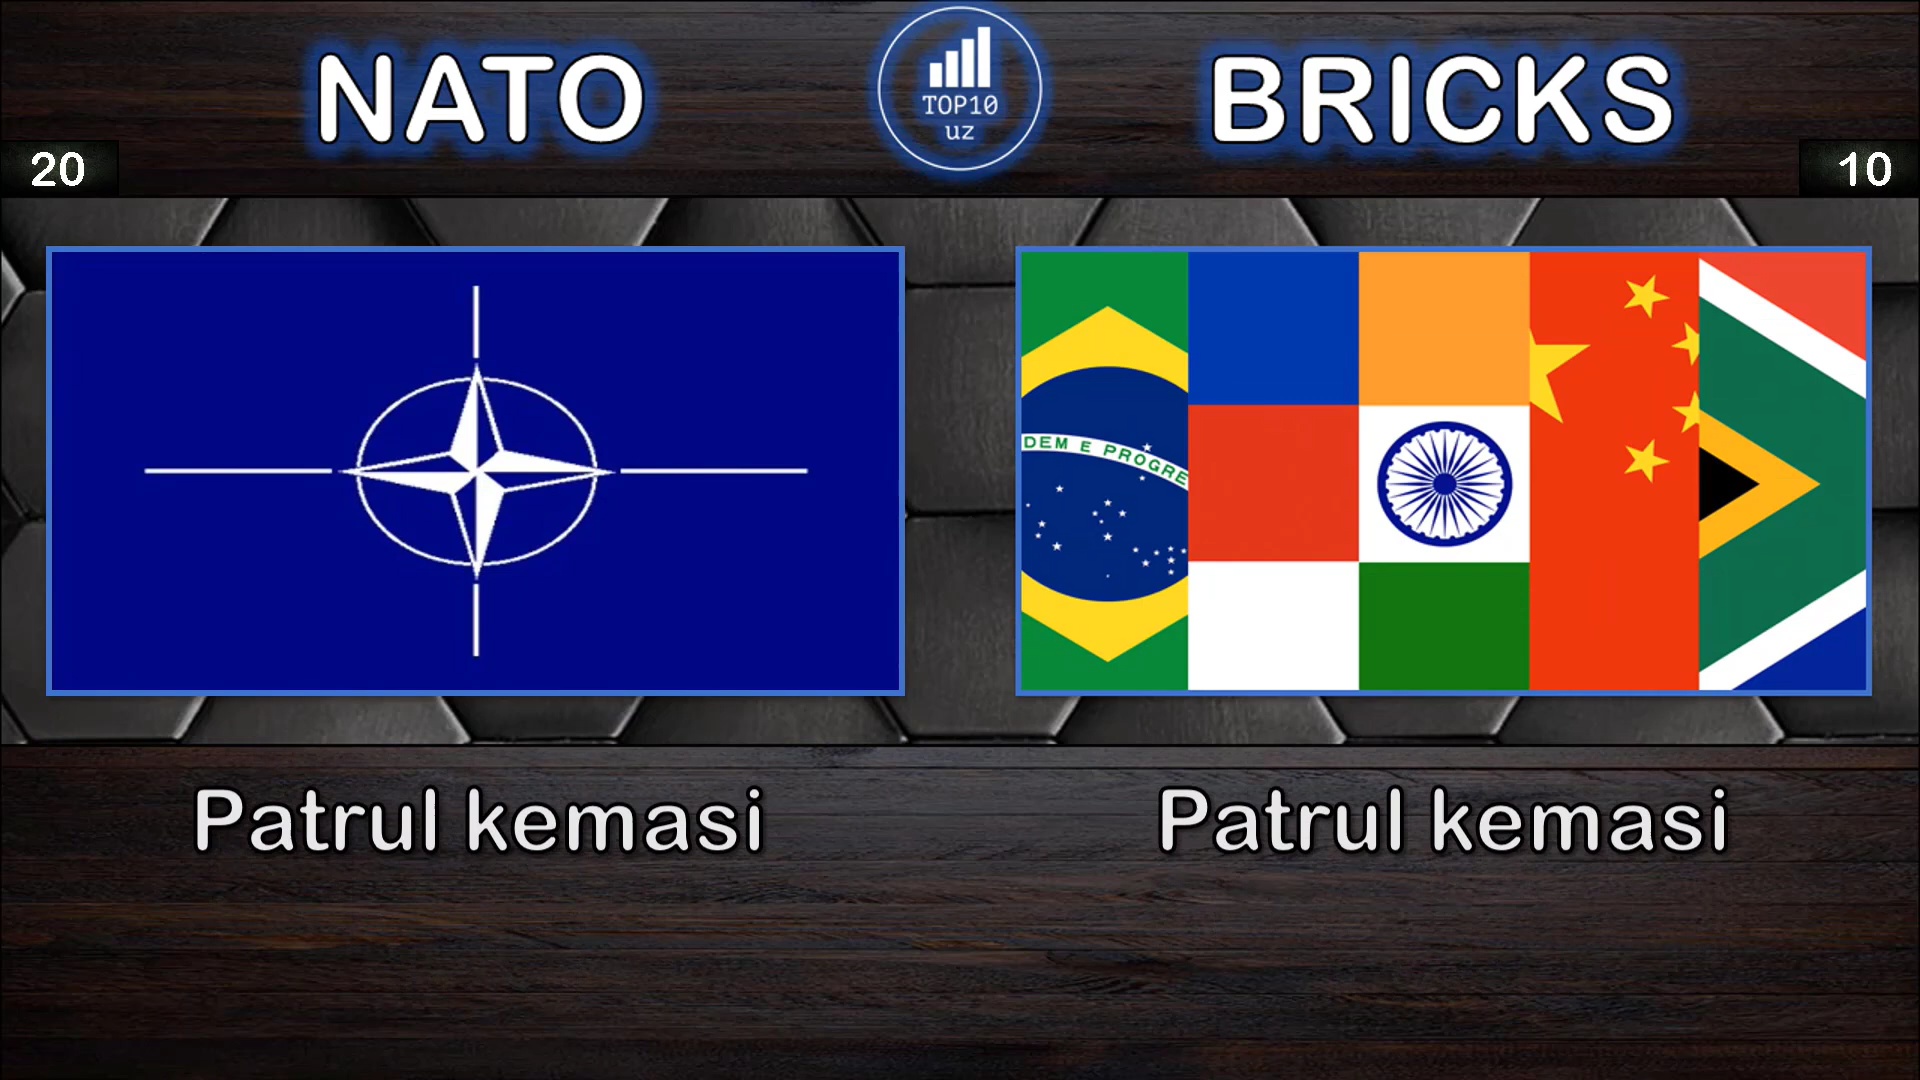 NATO
TOP10
uz
BRICKS
20
10
DEM E PROGRE
Patrul kemasi
Patrul kemasi